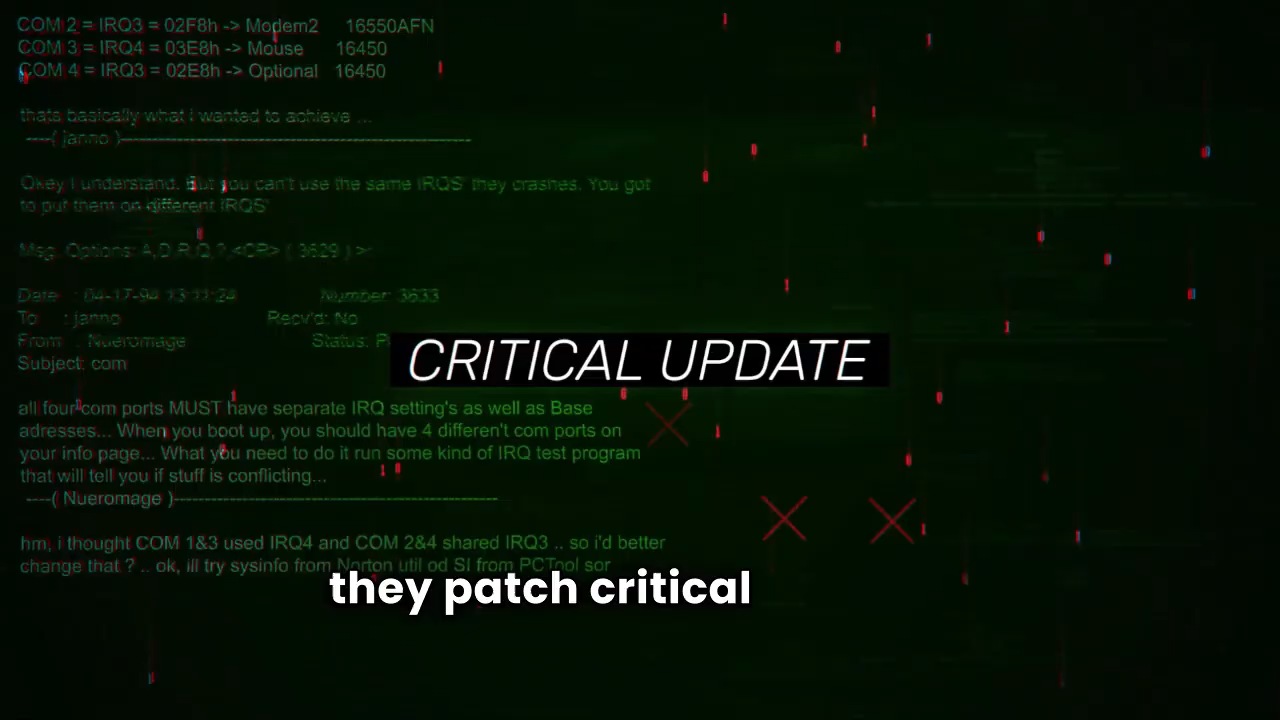 COM 2 = IRQ3 = 02F8h -> Modem2 16550AFN
COM 3 = IRQ4 = 03E8h -> Mouse 16450
COM 4 = IRQ3 = 02E8h -> Optional 16450
thats basically what i wanted to achieve ...
----( janno )----------------------------------------------------------------------
Okey I understand. But you can't use the same IRQS' they crashes. You got
to put them on different IRQS'
Msg. Options: A,D,R,Q,?,<CR> ( 3629 ) >:
Date : 04-17-94 13:11:24 Number: 3633
To : janno Recv'd: No
From : Nueromage Status:
Subject: com
CRITICAL UPDATE
all four com ports MUST have separate IRQ setting's as well as Base
adresses... When you boot up, you should have 4 differen't com ports on
your info page... What you need to do it run some kind of IRQ test program
that will tell you if stuff is conflicting...
----( Nueromage )-----------------------------------------------------------------
hm, i thought COM 1&3 used IRQ4 and COM 2&4 shared IRQ3 .. so i'd better
change that ? .. ok, ill try sysinfo from Norton util od SI from PCTool sor
they patch critical